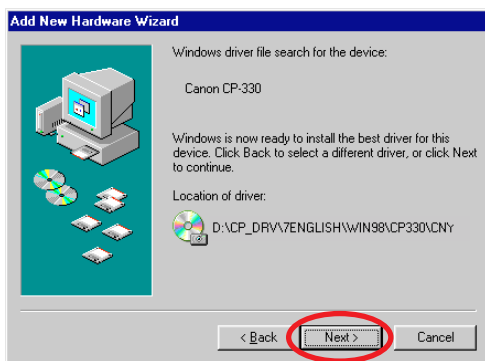 Add New Hardware Wizard
Windows driver file search for the device:
Canon CP-330
Windows is now ready to install the best driver for this
device. Click Back to select a different driver, or click Next
to continue.
Location of driver:
D:\CP_DRV\7ENGLISH\WIN98\CP330\CNY
< Back
Next >
Cancel